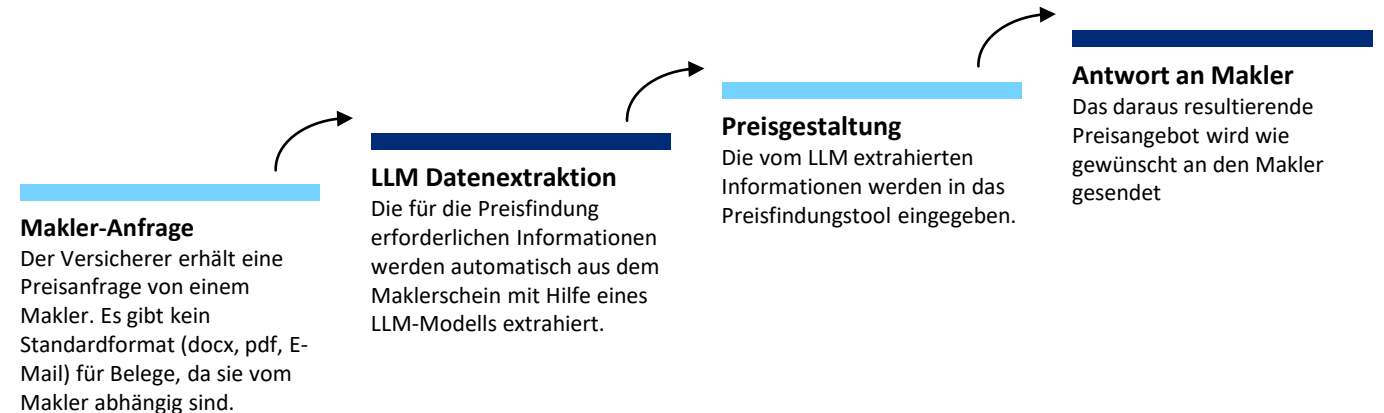 Makler-Anfrage
Der Versicherer erhält eine
Preisanfrage von einem
Makler. Es gibt kein
Standardformat (docx, pdf, E-
Mail) für Belege, da sie vom
Makler abhängig sind.
LLM Datenextraktion
Die für die Preisfindung
erforderlichen Informationen
werden automatisch aus dem
Maklerschein mit Hilfe eines
LLM-Modells extrahiert.
Preisgestaltung
Die vom LLM extrahierten
Informationen werden in das
Preisfindungstool eingegeben.
Antwort an Makler
Das daraus resultierende
Preisangebot wird wie
gewünscht an den Makler
gesendet